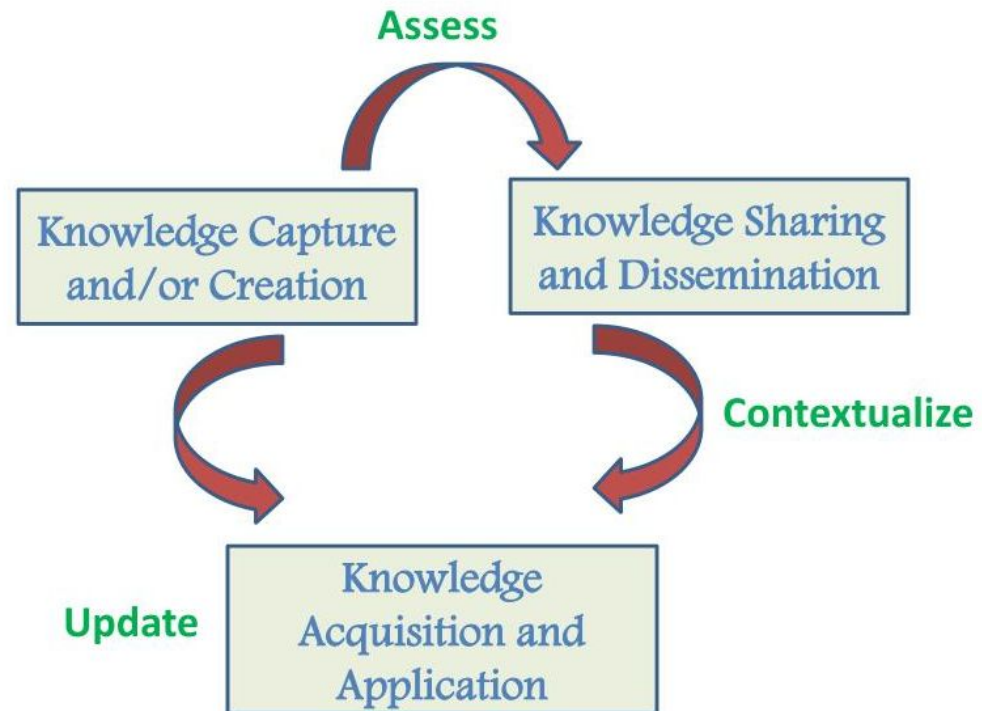 Assess
Knowledge Capture
and/or Creation
Knowledge Sharing
and Dissemination
Contextualize
Update
Knowledge
Acquisition and
Application